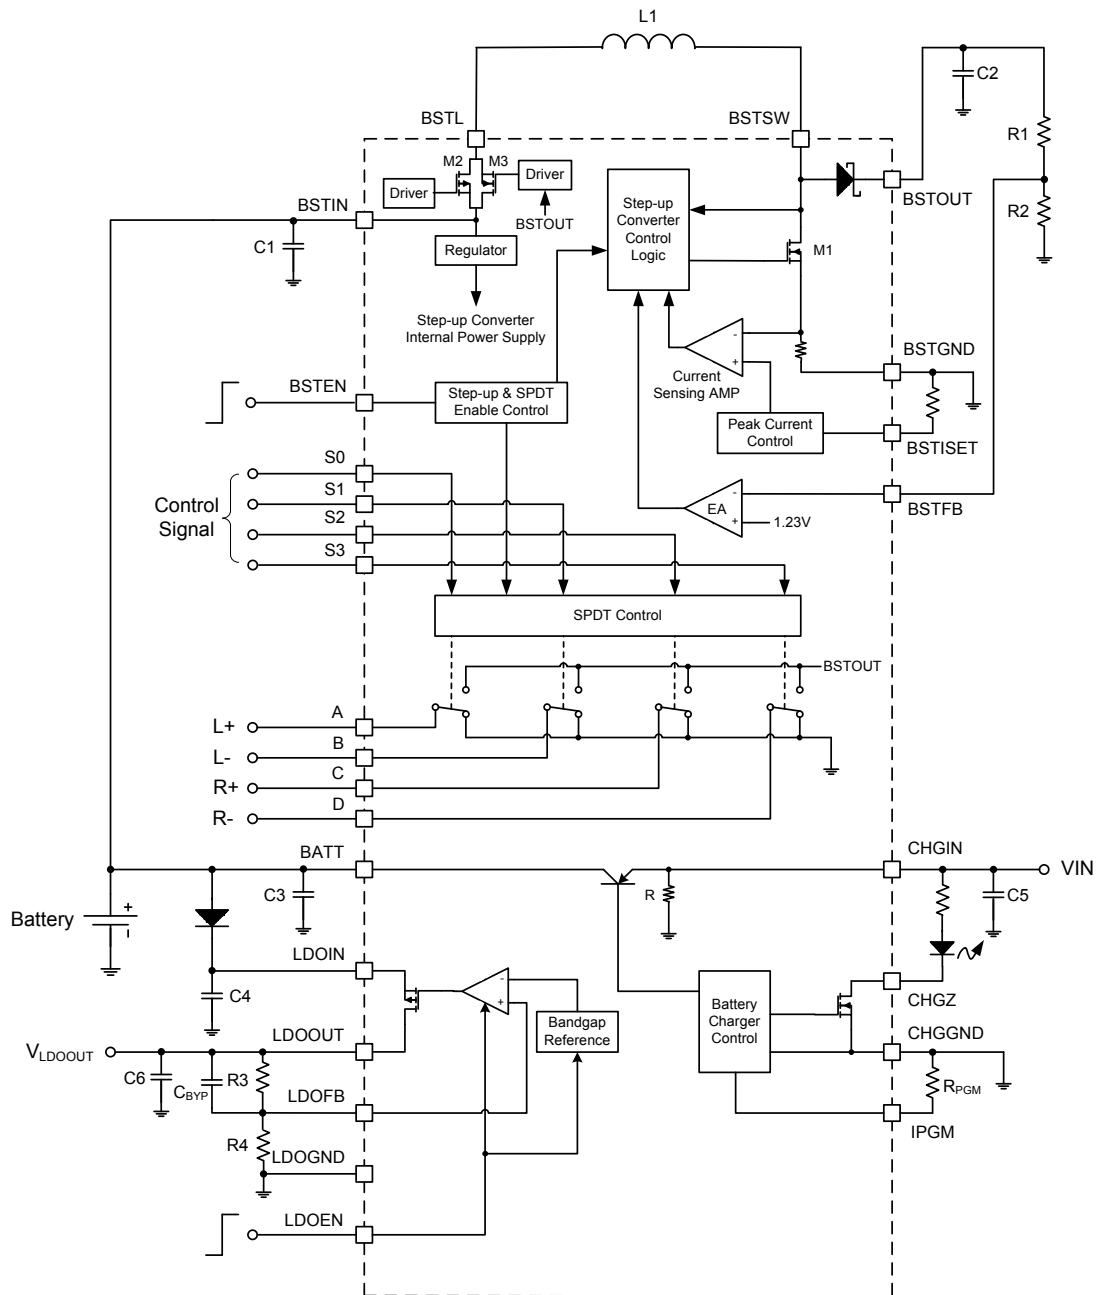 L1
C2
BSTL
BSTSW
R1
M2
M3
Driver
Driver
Step-up
Converter
Control
Logic
BSTOUT
R2
BSTIN
BSTOUT
C1
Regulator
M1
Step-up Converter
Internal Power Supply
-
+
Current
Sensing AMP
BSTGND
BSTEN
Step-up & SPDT
Enable Control
Peak Current
Control
BSTISET
S0
S1
Control
Signal
S2
S3
-
EA
+
1.23V
BSTFB
SPDT Control
BSTOUT
L+
A
L-
B
R+
C
R-
D
BATT
CHGIN
VIN
C3
R
C5
Battery
+
-
LDOIN
C4
-
+
Bandgap
Reference
Battery
Charger
Control
CHGZ
CHGGND
VLDOOUT
LDOOUT
C6
CBYP
R3
RPGM
LDOFB
IPGM
R4
LDOGND
LDOEN